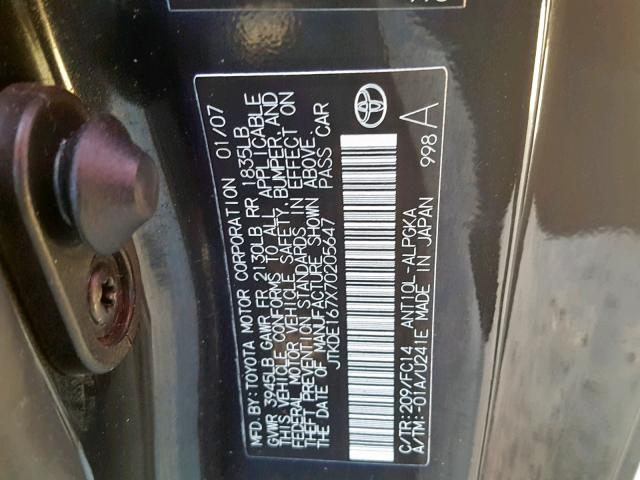 MFD. BY: TOYOTA MOTOR CORPORATION 01/07
GVWR 3945LB GAWR FR 2130LB RR 1835LB
THIS VEHICLE CONFORMS TO ALL APPLICABLE
FEDERAL MOTOR VEHICLE SAFETY, BUMPER, AND
THEFT PREVENTION STANDARDS IN EFFECT ON
THE DATE OF MANUFACTURE SHOWN ABOVE.
JTKDE167X70205647 PASS CAR
C/TR: 209/FC14 ANT10L-ALPGKA
A/TM: -01A/U241E MADE IN JAPAN 998 A